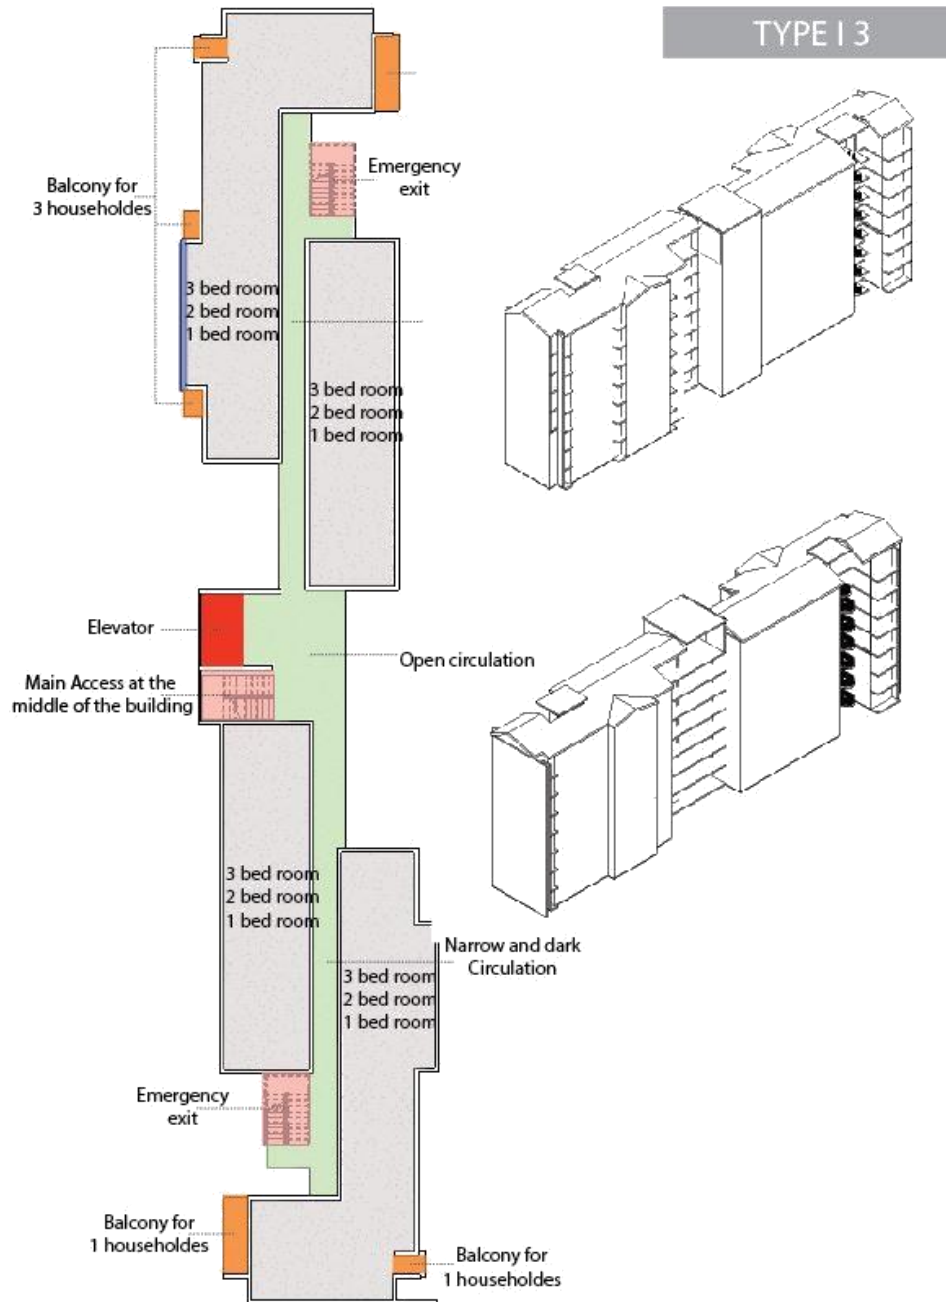 TYPE I 3
Emergency
exit
Balcony for
3 householdes
3 bed room
2 bed room
1 bed room
3 bed room
2 bed room
1 bed room
Elevator
Open circulation
Main Access at the
middle of the building
3 bed room
2 bed room
1 bed room
Narrow and dark
Circulation
3 bed room
2 bed room
1 bed room
Emergency
exit
Balcony for
1 householdes
Balcony for
1 householdes